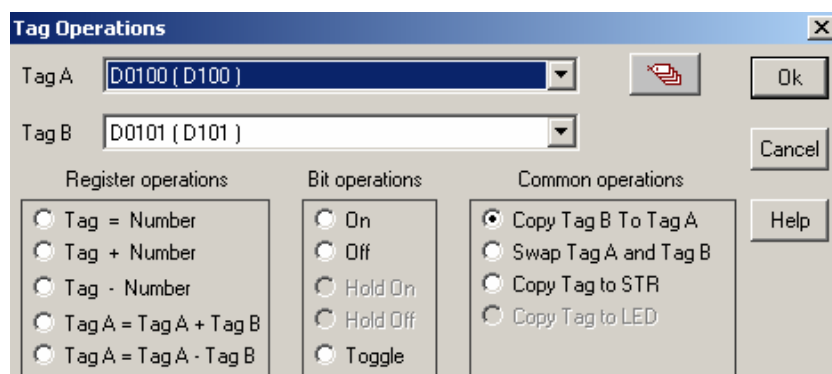 Tag Operations
Tag A D0100 ( D100 ) Ok
Tag B D0101 ( D101 ) Cancel
Register operations Bit operations Common operations
Tag = Number On Copy Tag B To Tag A Help
Tag + Number Off Swap Tag A and Tag B
Tag - Number Hold On Copy Tag to STR
Tag A = Tag A + Tag B Hold Off Copy Tag to LED
Tag A = Tag A - Tag B Toggle